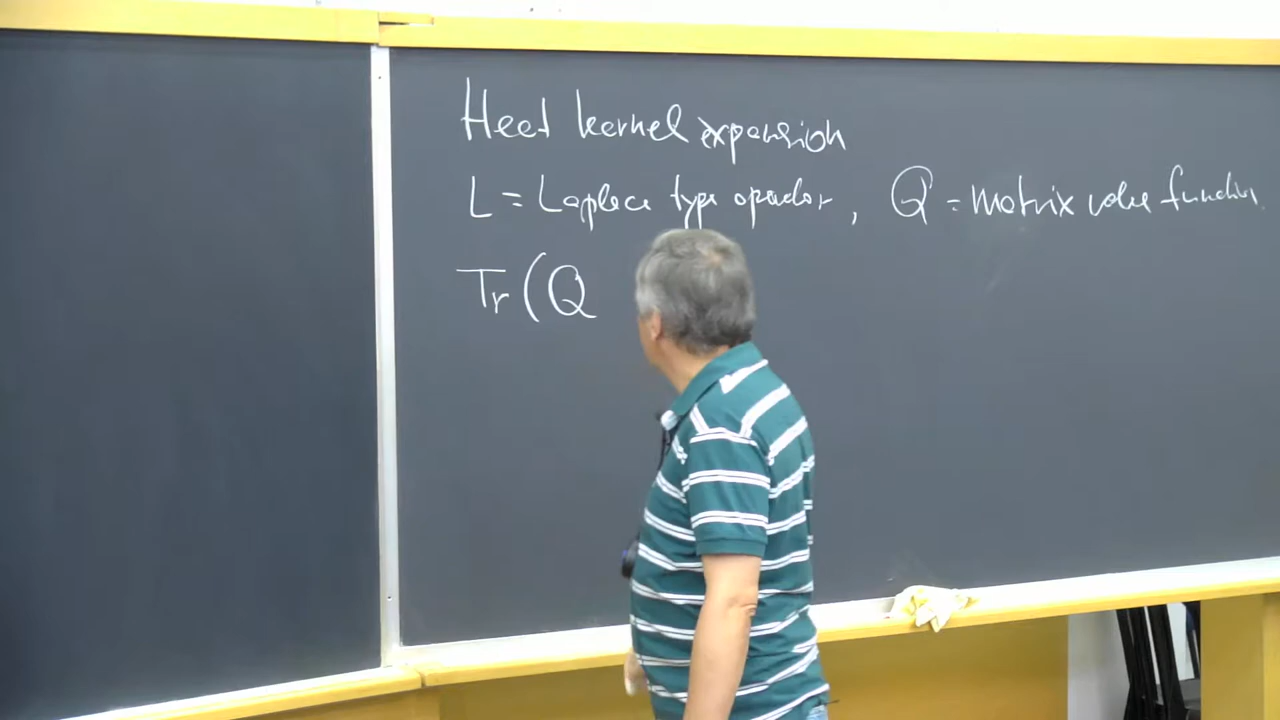 Heat kernel expansion
L = Laplace type operator , Q = matrix value function
Tr (Q